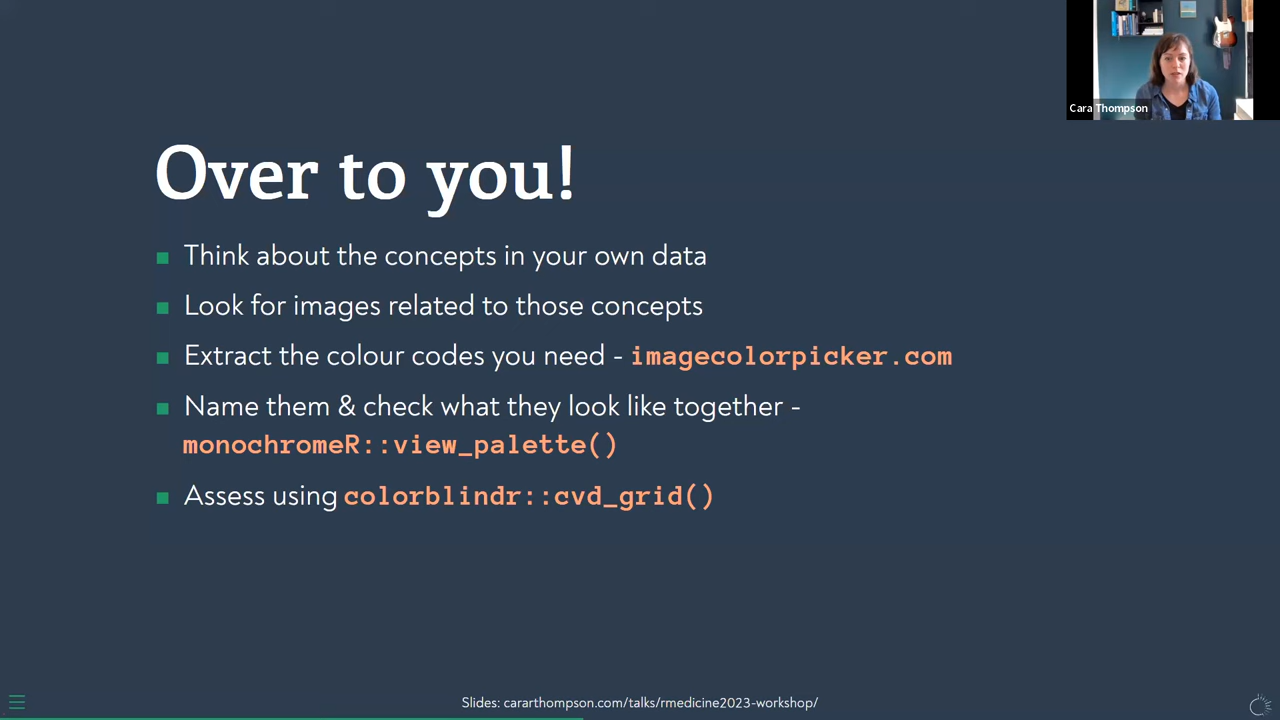 Cara Thompson
Over to you!
Think about the concepts in your own data
Look for images related to those concepts
Extract the colour codes you need - imagecolorpicker.com
Name them & check what they look like together -
monochromeR::view_palette()
Assess using colorblindr::cvd_grid()
Slides: cararthompson.com/talks/rmedicine2023-workshop/